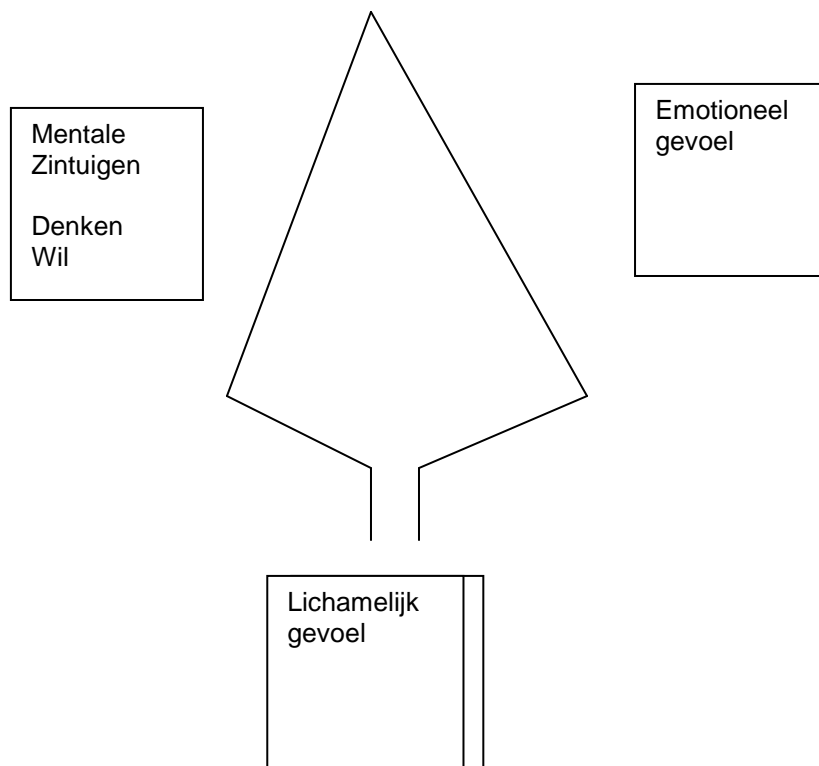 Mentale
Zintuigen
Denken
Wil
Emotioneel
gevoel
Lichamelijk
gevoel